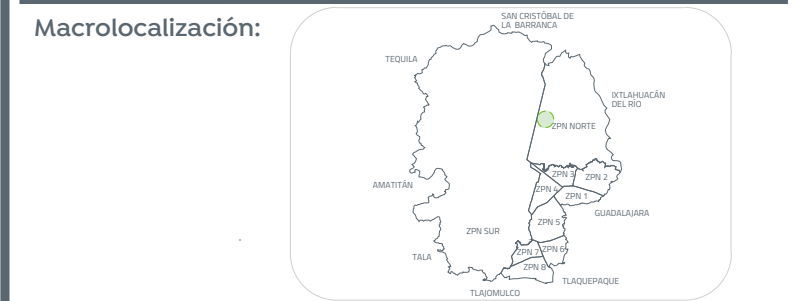 Macrolocalización:
SAN CRISTÓBAL DE
LA BARRANCA
TEQUILA
IXTLAHUACÁN
DEL RÍO
ZPN NORTE
ZPN 3
ZPN 2
AMATITÁN
ZPN 4
ZPN 1
GUADALAJARA
ZPN 5
ZPN SUR
ZPN 7
ZPN 6
TALA
ZPN 8
TLAQUEPAQUE
TLAJOMULCO